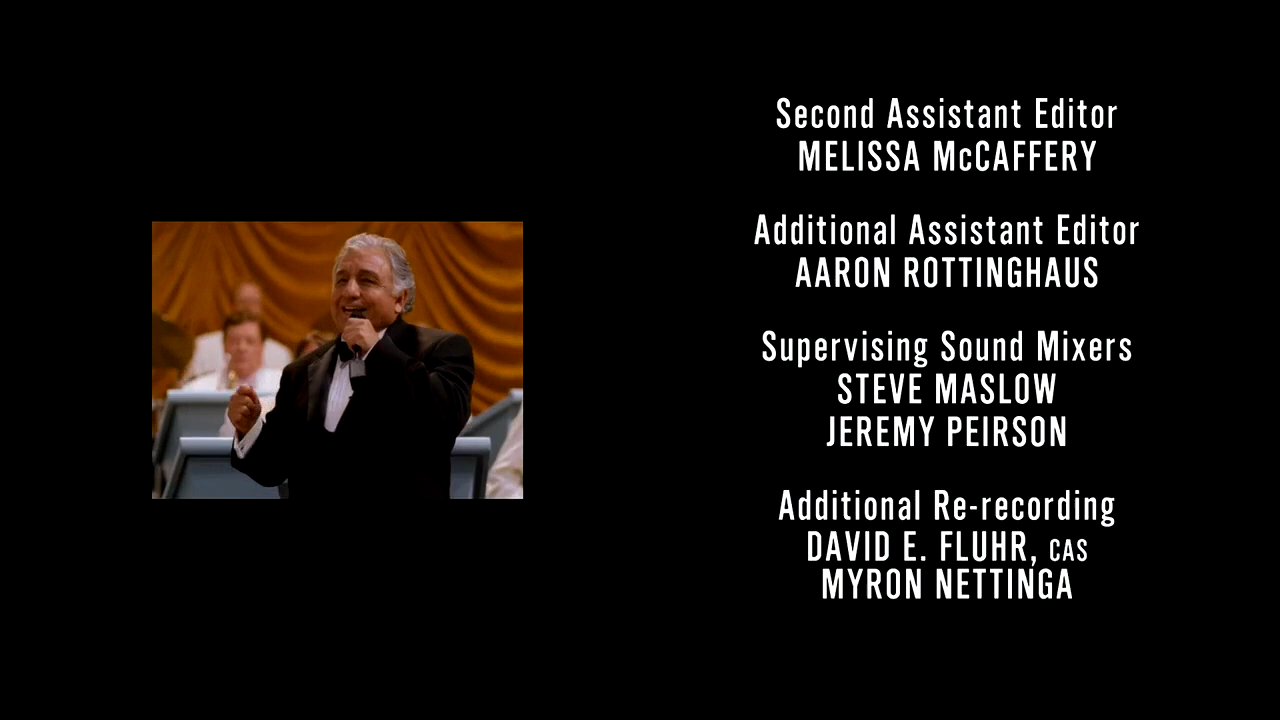 Second Assistant Editor
MELISSA McCAFFERY
Additional Assistant Editor
AARON ROTTINGHAUS
Supervising Sound Mixers
STEVE MASLOW
JEREMY PEIRSON
Additional Re-recording
DAVID E. FLUHR, CAS
MYRON NETTINGA